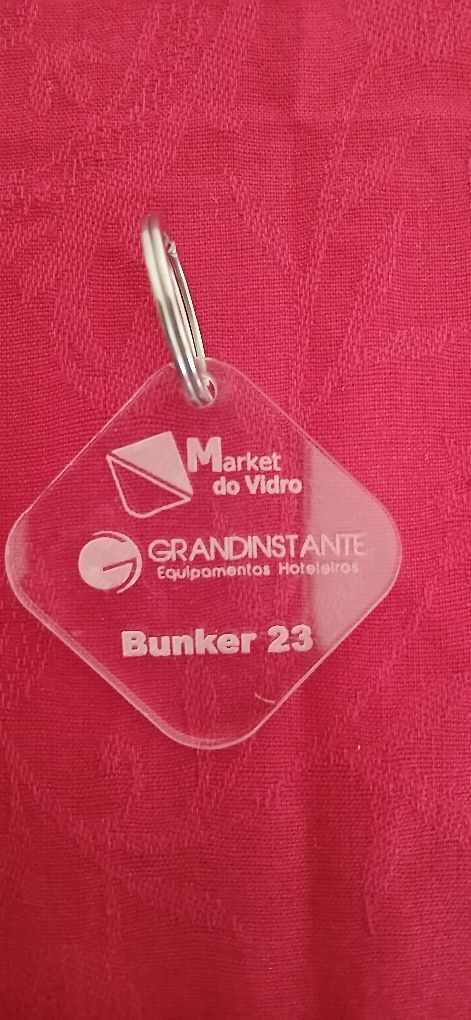 Market
do Vidro
GRANDINSTANTE
Equipamentos Hoteleiros
Bunker 23